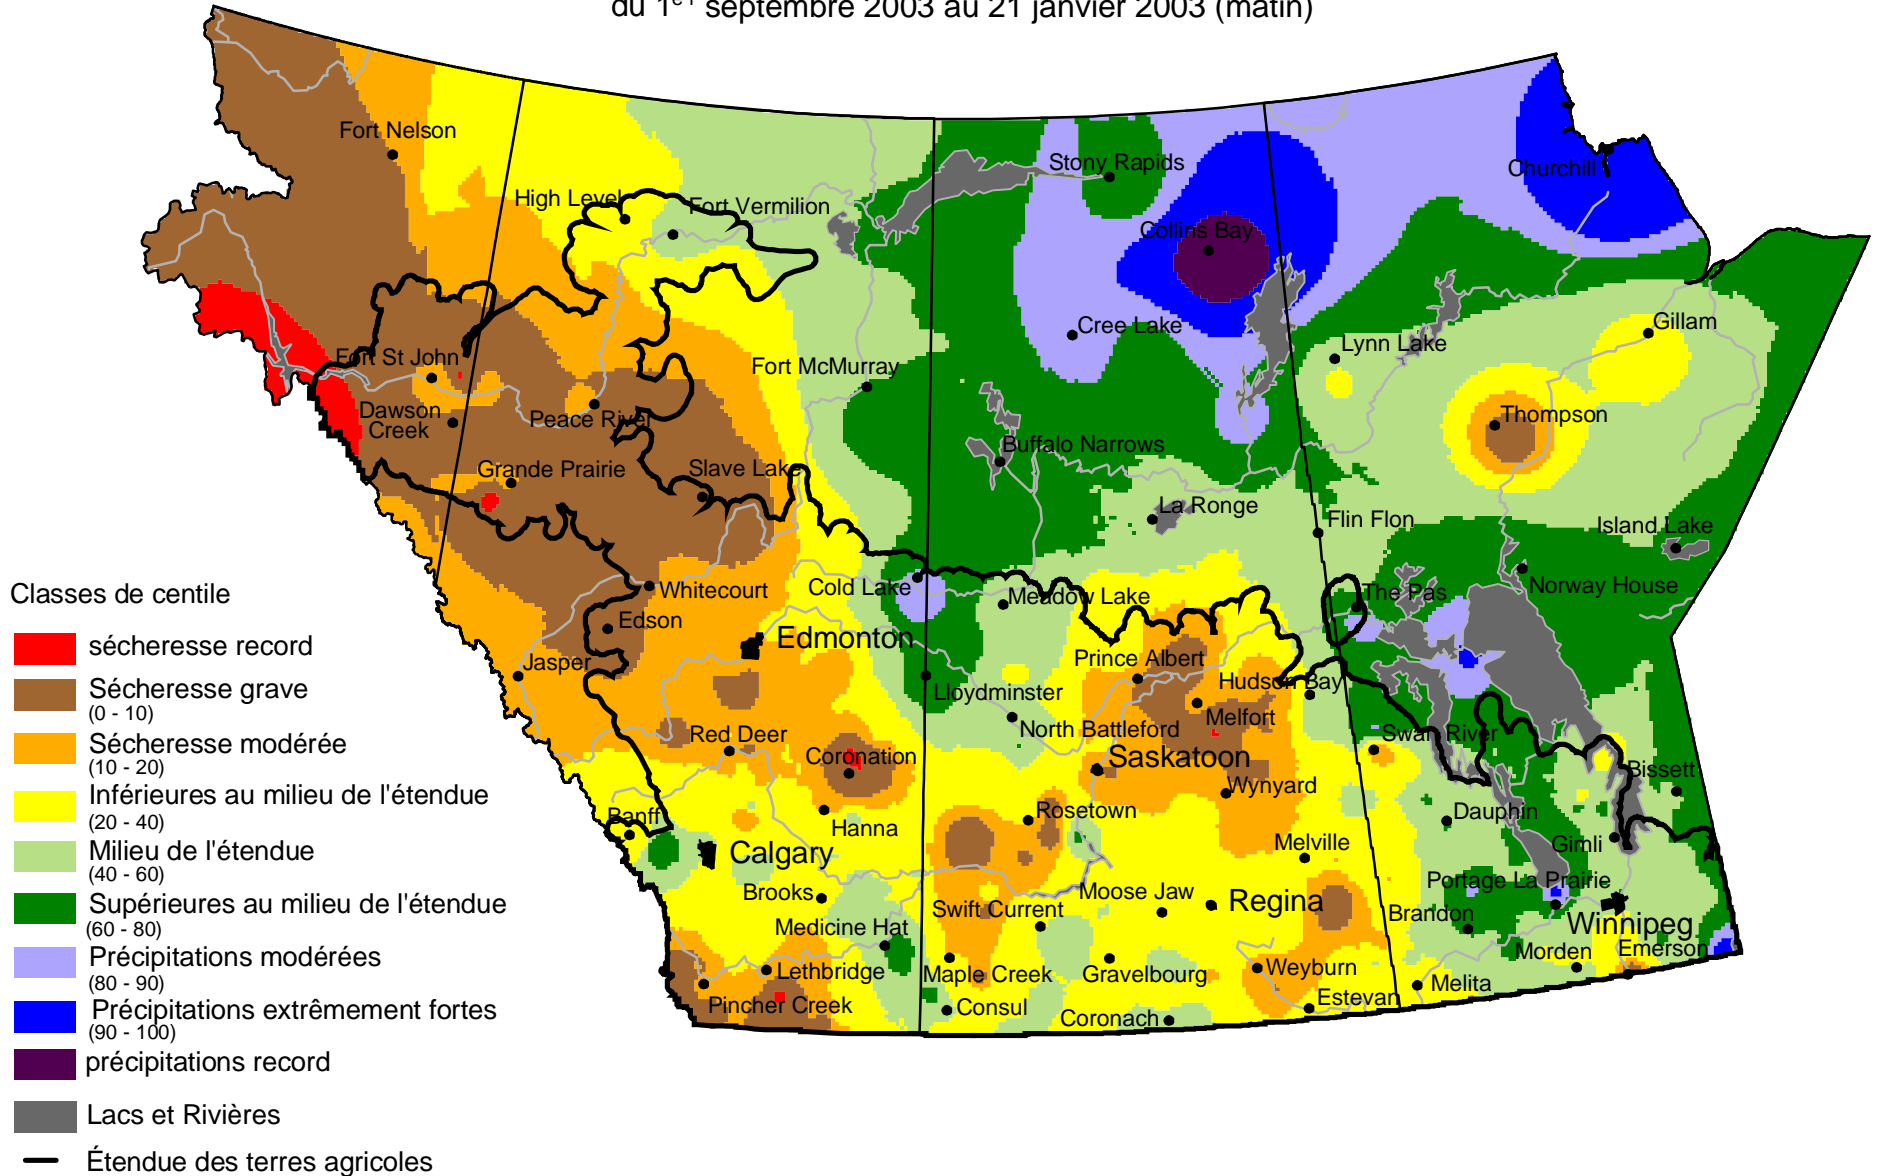 du 1er septembre 2003 au 21 janvier 2003 (matin)
Fort Nelson
Stony Rapids
Churchill
High Level
Fort Vermilion
Collins Bay
Cree Lake
Gillam
Lynn Lake
Fort St John
Fort McMurray
Dawson
Creek
Peace River
Thompson
Buffalo Narrows
Grande Prairie
Slave Lake
La Ronge
Flin Flon
Island Lake
Whitecourt
Cold Lake
Meadow Lake
The Pas
Norway House
Edson
Edmonton
Jasper
Prince Albert
Hudson Bay
Lloydminster
Melfort
North Battleford
Red Deer
Coronation
Saskatoon
Swan River
Bissett
Wynyard
Banff
Hanna
Rosetown
Dauphin
Calgary
Melville
Gimli
Brooks
Moose Jaw
Regina
Portage La Prairie
Medicine Hat
Swift Current
Brandon
Winnipeg
Lethbridge
Maple Creek
Gravelbourg
Weyburn
Morden
Emerson
Pincher Creek
Consul
Coronach
Estevan
Melita
Classes de centile
sécheresse record
Sécheresse grave
(0 - 10)
Sécheresse modérée
(10 - 20)
Inférieures au milieu de l'étendue
(20 - 40)
Milieu de l'étendue
(40 - 60)
Supérieures au milieu de l'étendue
(60 - 80)
Précipitations modérées
(80 - 90)
Précipitations extrêmement fortes
(90 - 100)
précipitations record
Lacs et Rivières
Étendue des terres agricoles